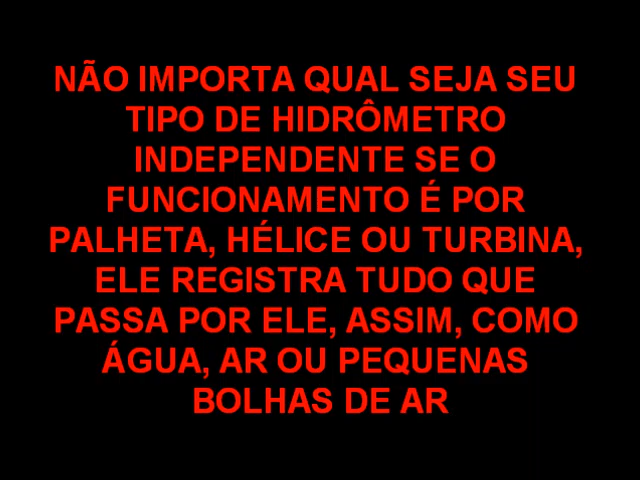 NÃO IMPORTA QUAL SEJA SEU
TIPO DE HIDRÔMETRO
INDEPENDENTE SE O
FUNCIONAMENTO É POR
PALHETA, HÉLICE OU TURBINA,
ELE REGISTRA TUDO QUE
PASSA POR ELE, ASSIM, COMO
ÁGUA, AR OU PEQUENAS
BOLHAS DE AR